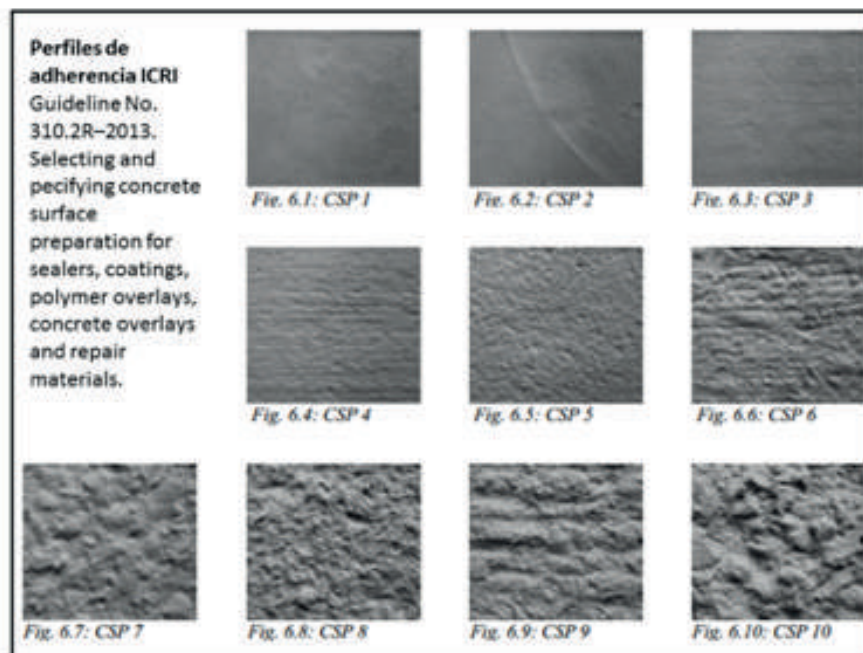 Perfiles de
adherencia ICRI
Guideline No.
310.2R–2013.
Selecting and
pecifying concrete
surface
preparation for
sealers, coatings,
polymer overlays,
concrete overlays
and repair
materials.
Fig. 6.1: CSP 1
Fig. 6.2: CSP 2
Fig. 6.3: CSP 3
Fig. 6.4: CSP 4
Fig. 6.5: CSP 5
Fig. 6.6: CSP 6
Fig. 6.7: CSP 7
Fig. 6.8: CSP 8
Fig. 6.9: CSP 9
Fig. 6.10: CSP 10